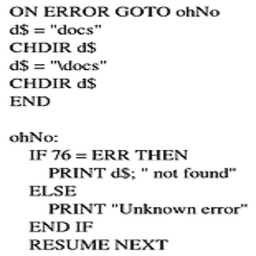 ON ERROR GOTO ohNo
d$ = "docs"
CHDIR d$
d$ = "\docs"
CHDIR d$
END

ohNo:
IF 76 = ERR THEN
PRINT d$; " not found"
ELSE
PRINT "Unknown error"
END IF
RESUME NEXT